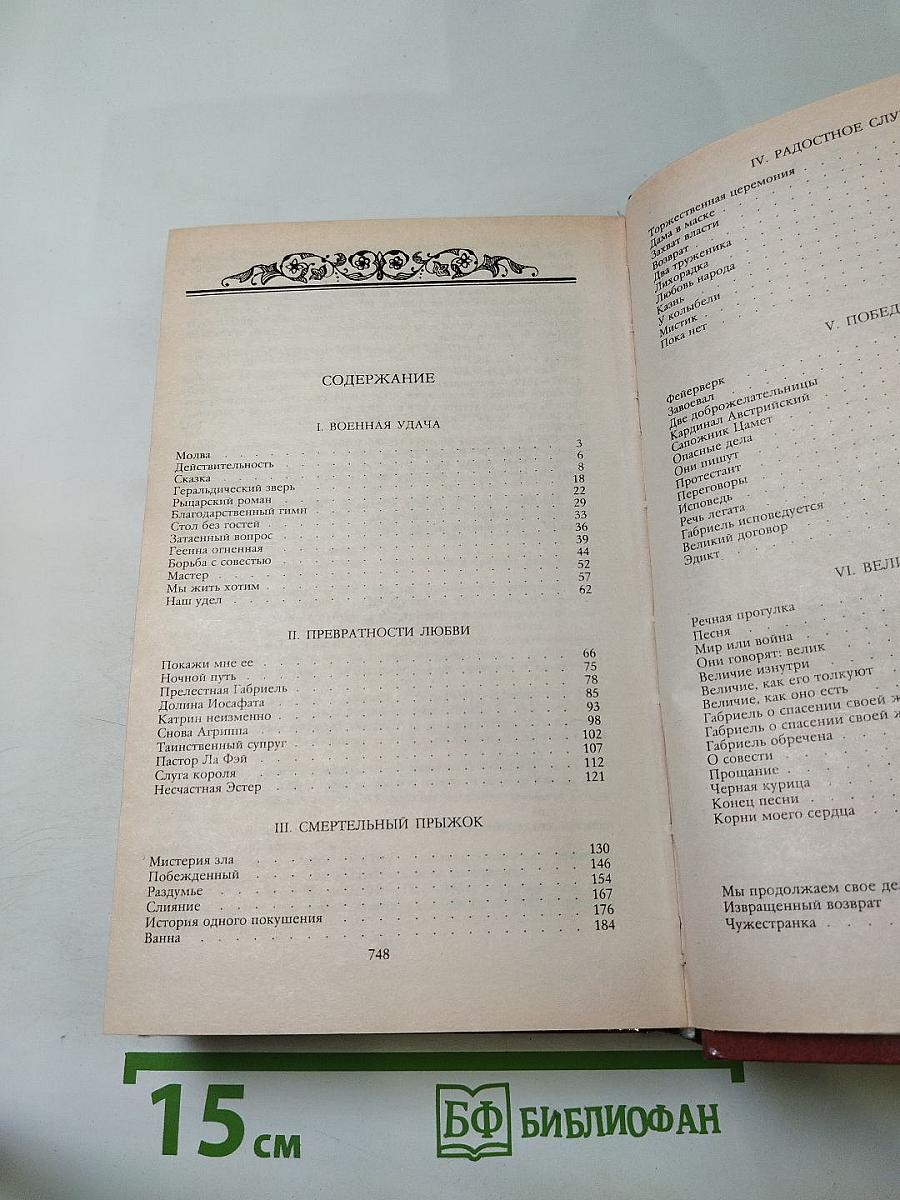 СОДЕРЖАНИЕ
I. ВОЕННАЯ УДАЧА
Молва . . . 3
Действительность . . . 6
Сказка . . . 8
Геральдический зверь . . . 18
Рыцарский роман . . . 22
Благодарственный гимн . . . 29
Стол без гостей . . . 33
Затаенный вопрос . . . 36
Геенна огненная . . . 39
Борьба с совестью . . . 44
Мастер . . . 52
Мы жить хотим . . . 57
Наш удел . . . 62
II. ПРЕВРАТНОСТИ ЛЮБВИ
Покажи мне ее . . . 66
Ночной путь . . . 75
Прелестная Габриель . . . 78
Долина Иосафата . . . 85
Катрин неизменно . . . 93
Снова Агриппа . . . 98
Таинственный супруг . . . 102
Пастор Ла Фэй . . . 107
Слуга короля . . . 112
Несчастная Эстер . . . 121
III. СМЕРТЕЛЬНЫЙ ПРЫЖОК
Мистерия зла . . . 130
Побежденный . . . 146
Раздумье . . . 154
Слияние . . . 167
История одного покушения . . . 176
Ванна . . . 184
748
IV. РАДОСТНОЕ СЛУ
Торжественная церемония
Дама в маске
Захват власти
Возврат
Два труженика
Лихорадка
Любовь народа
Казнь
У колыбели
Мистик
Пока нет
V. ПОБЕД
Фейерверк
Завоевал
Две доброжелательницы
Кардинал Австрийский
Сапожник Цамет
Опасные дела
Они пишут
Протестант
Переговоры
Исповедь
Речь легата
Габриель исповедуется
Великий договор
Эдикт
VI. ВЕЛИ
Речная прогулка
Песня
Мир или война
Они говорят: велик
Величие изнутри
Величие, как его толкуют
Величие, как оно есть
Габриель о спасении своей ж
Габриель о спасении своей ж
Габриель обречена
О совести
Прощание
Черная курица
Конец песни
Корни моего сердца
Мы продолжаем свое де
Извращенный возврат
Чужестранка
15 см
БФ БИБЛИОФАН